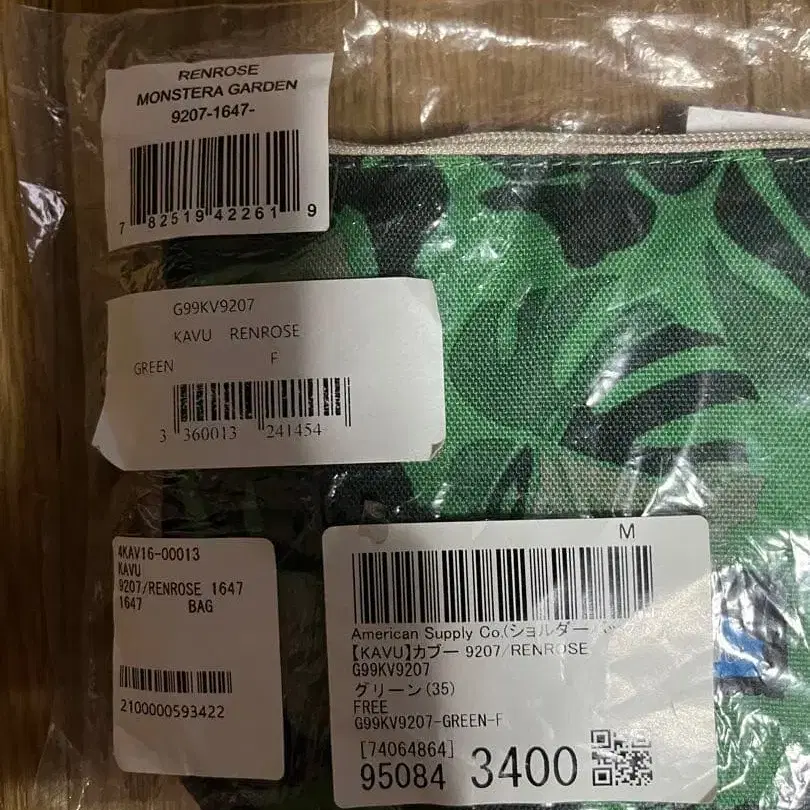 RENROSE
MONSTERA GARDEN
9207-1647-
7 82519 42261 9
G99KV9207
KAVU RENROSE
GREEN F
3 360013 241454
4KAV16-00013
KAVU
9207/RENROSE 1647
1647 BAG
2100000593422
M
American Supply Co.(ショルダー
【KAVU】カブー 9207/RENROSE
G99KV9207
グリーン(35)
FREE
G99KV9207-GREEN-F
[74064864]
95084 3400